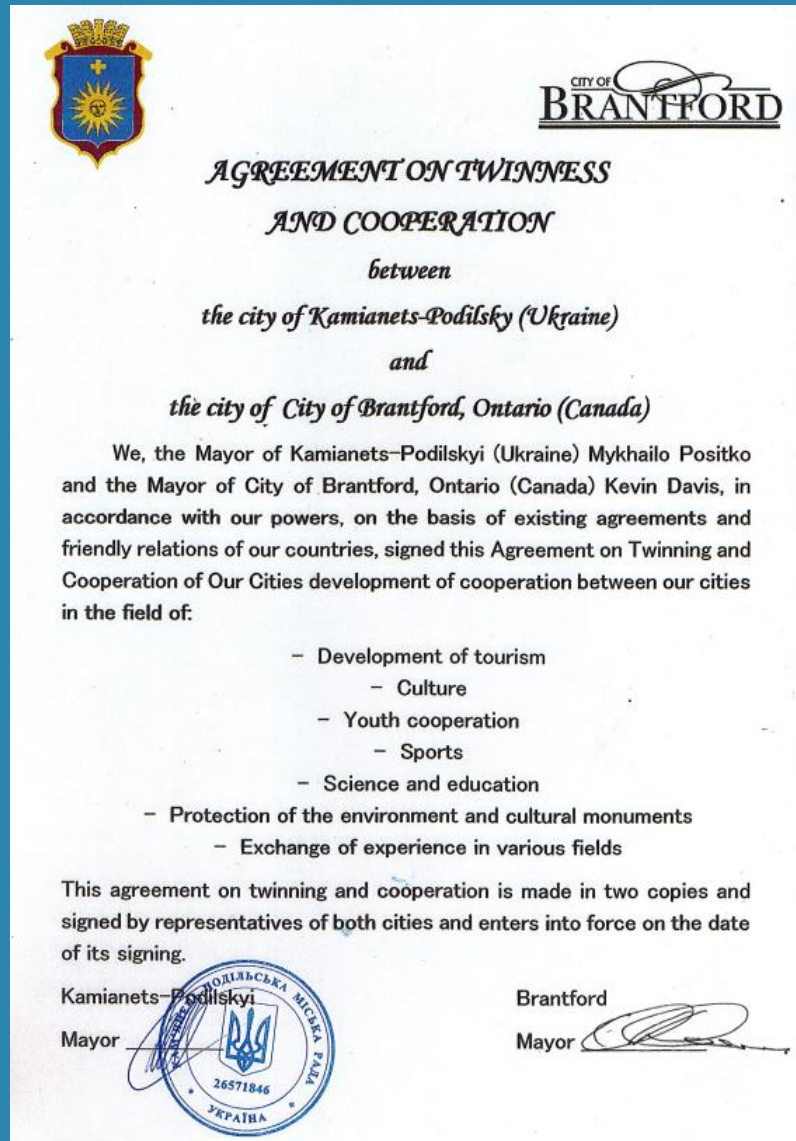 CITY OF
BRANTFORD
AGREEMENT ON TWINNESS
AND COOPERATION
between
the city of Kamianets-Podilsky (Ukraine)
and
the city of City of Brantford, Ontario (Canada)
We, the Mayor of Kamianets-Podilskyi (Ukraine) Mykhailo Positko
and the Mayor of City of Brantford, Ontario (Canada) Kevin Davis, in
accordance with our powers, on the basis of existing agreements and
friendly relations of our countries, signed this Agreement on Twinning and
Cooperation of Our Cities development of cooperation between our cities
in the field of:
- Development of tourism
- Culture
- Youth cooperation
- Sports
- Science and education
- Protection of the environment and cultural monuments
- Exchange of experience in various fields
This agreement on twinning and cooperation is made in two copies and
signed by representatives of both cities and enters into force on the date
of its signing.
Kamianets-Podilskyi
Mayor
КАМ'ЯНЕЦЬ-ПОДІЛЬСЬКА МІСЬКА РАДА
26571846
* УКРАЇНА *
Brantford
Mayor